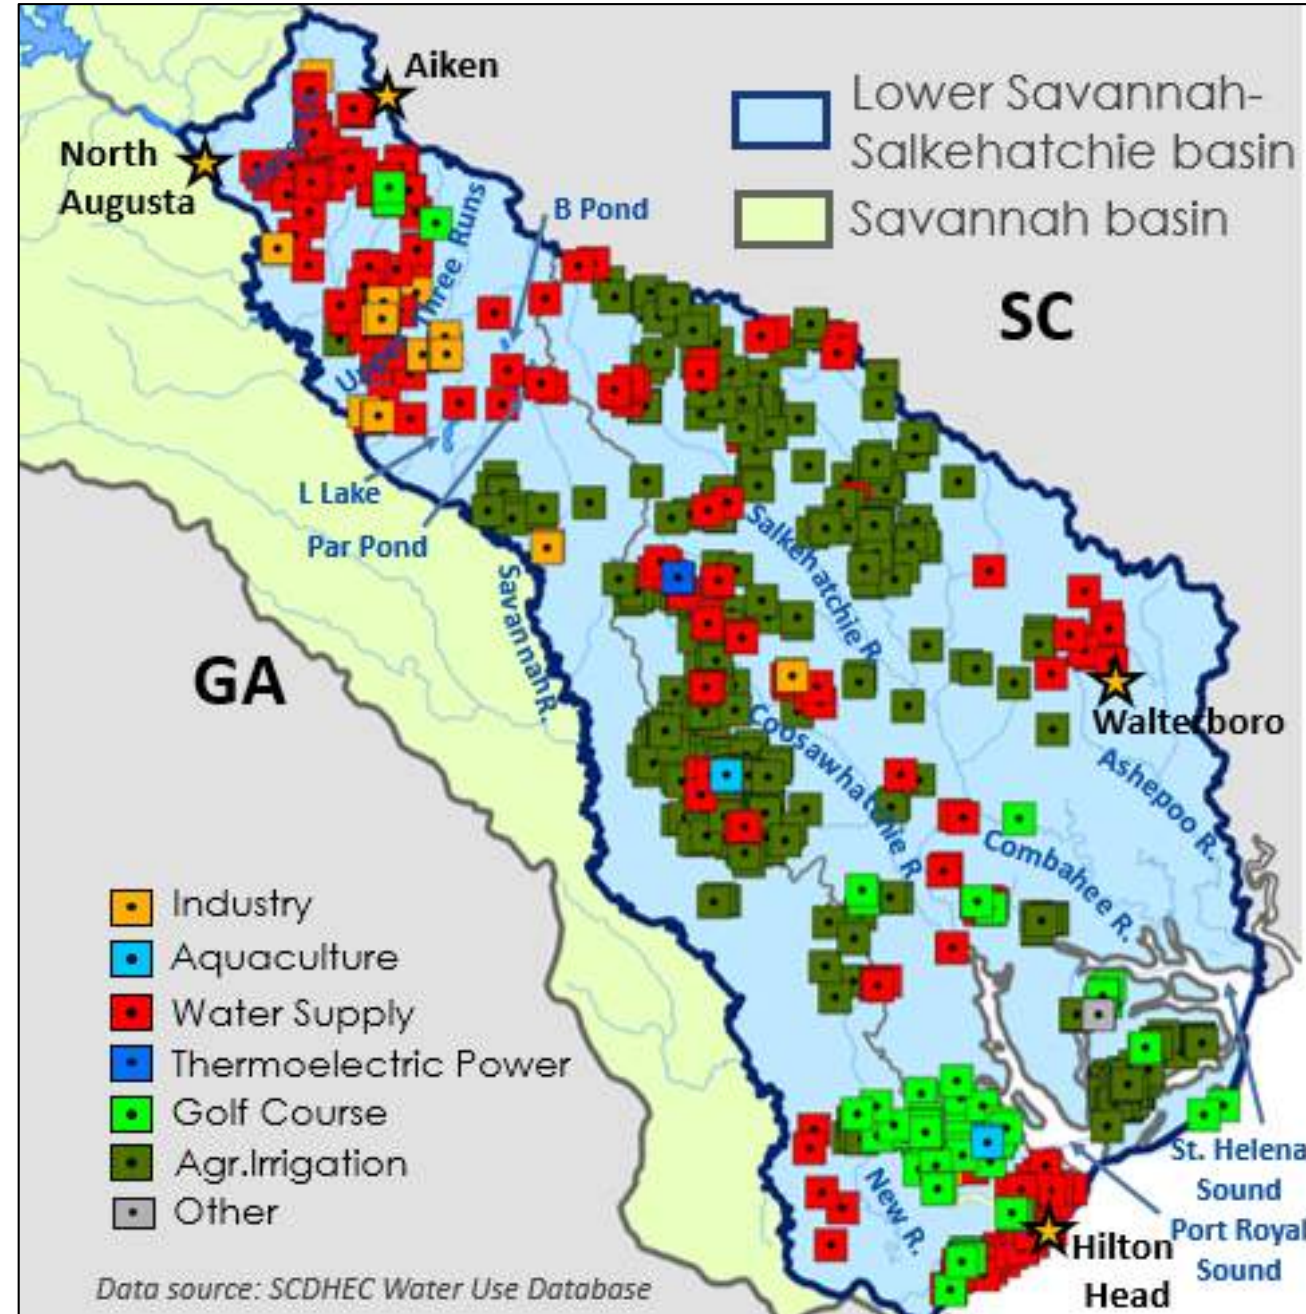 Aiken
North
Augusta
Lower Savannah-
Salkehatchie basin
Savannah basin
B Pond
SC
Three Runs
L Lake
Par Pond
Savannah R.
Salkehatchie R.
GA
Walterboro
Coosawhatchie R.
Ashepoo R.
Combahee R.
Industry
Aquaculture
Water Supply
Thermoelectric Power
Golf Course
Agr.Irrigation
Other
St. Helena
Sound
New R.
Port Royal
Sound
Hilton
Head
Data source: SCDHEC Water Use Database